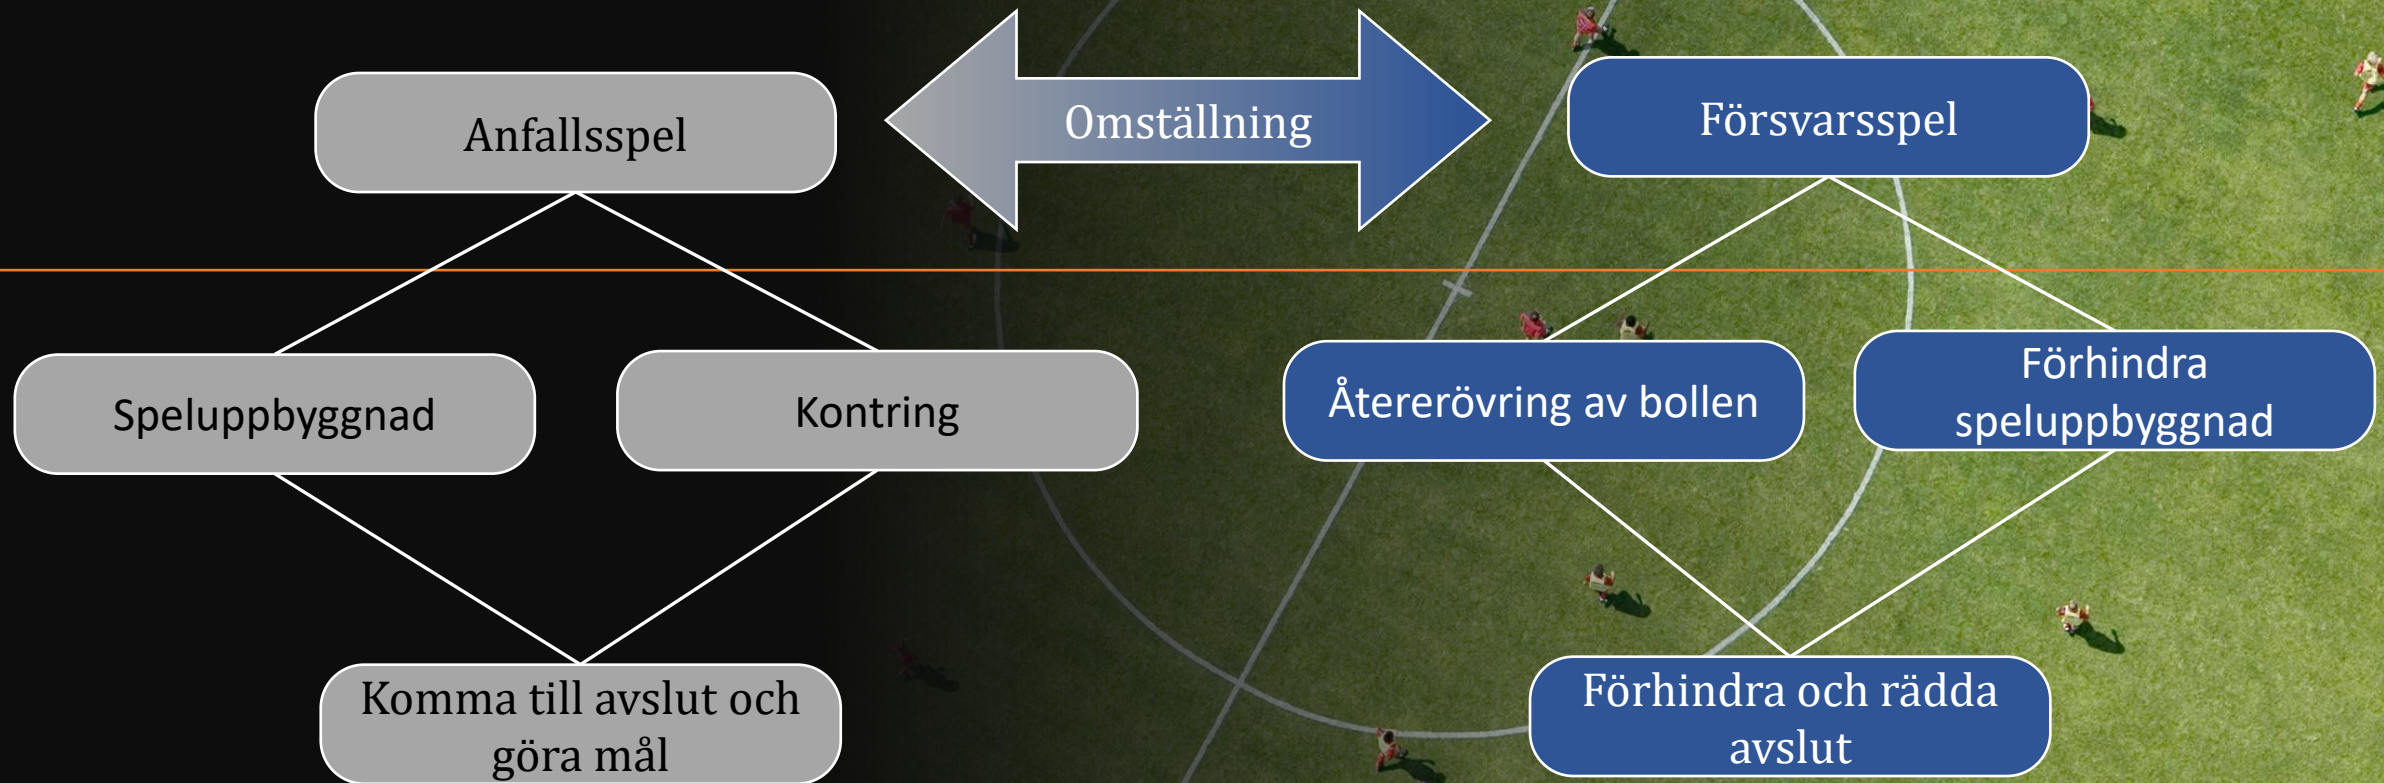 Anfallsspel
Omställning
Försvarsspel
Speluppbyggnad
Kontring
Återerövring av bollen
Förhindra
speluppbyggnad
Komma till avslut och
göra mål
Förhindra och rädda
avslut